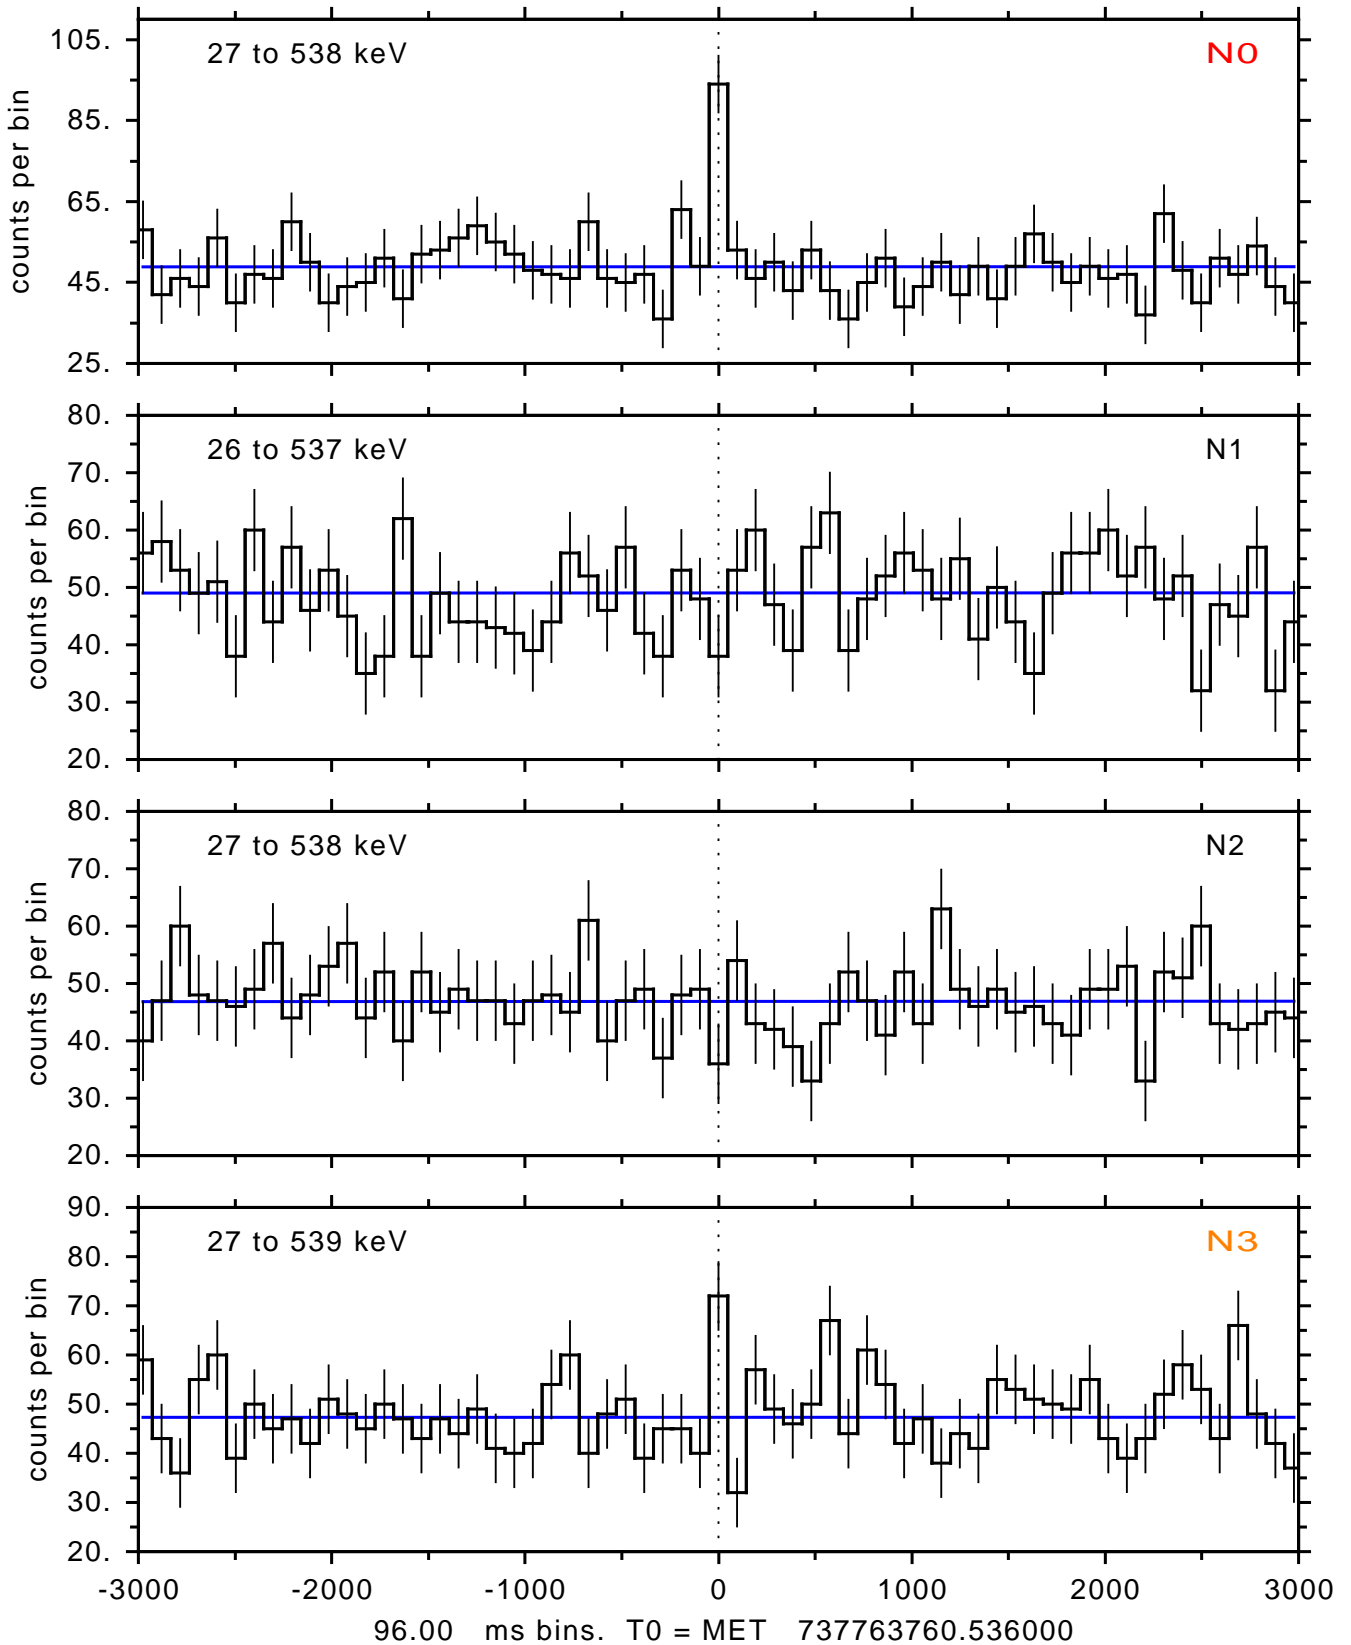 105.
85.
65.
45.
25.
counts per bin
27 to 538 keV
N0
80.
70.
60.
50.
40.
30.
20.
counts per bin
26 to 537 keV
N1
80.
70.
60.
50.
40.
30.
20.
counts per bin
27 to 538 keV
N2
90.
80.
70.
60.
50.
40.
30.
20.
counts per bin
27 to 539 keV
N3
-3000 -2000 -1000 0 1000 2000 3000
96.00 ms bins. T0 = MET 737763760.536000